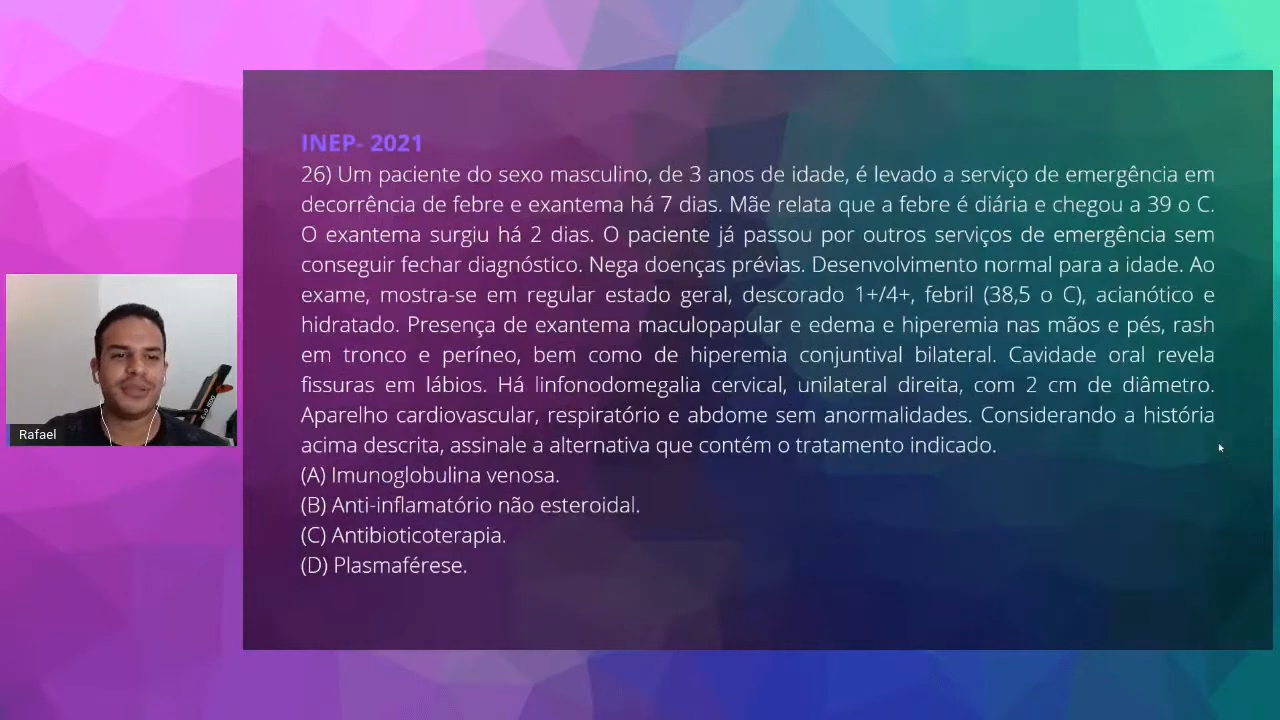 INEP- 2021
26) Um paciente do sexo masculino, de 3 anos de idade, é levado a serviço de emergência em
decorrência de febre e exantema há 7 dias. Mãe relata que a febre é diária e chegou a 39 o C.
O exantema surgiu há 2 dias. O paciente já passou por outros serviços de emergência sem
conseguir fechar diagnóstico. Nega doenças prévias. Desenvolvimento normal para a idade. Ao
exame, mostra-se em regular estado geral, descorado 1+/4+, febril (38,5 o C), acianótico e
hidratado. Presença de exantema maculopapular e edema e hiperemia nas mãos e pés, rash
em tronco e períneo, bem como de hiperemia conjuntival bilateral. Cavidade oral revela
fissuras em lábios. Há linfonodomegalia cervical, unilateral direita, com 2 cm de diâmetro.
Aparelho cardiovascular, respiratório e abdome sem anormalidades. Considerando a história
acima descrita, assinale a alternativa que contém o tratamento indicado.
(A) Imunoglobulina venosa.
(B) Anti-inflamatório não esteroidal.
(C) Antibioticoterapia.
(D) Plasmaférese.
Rafael